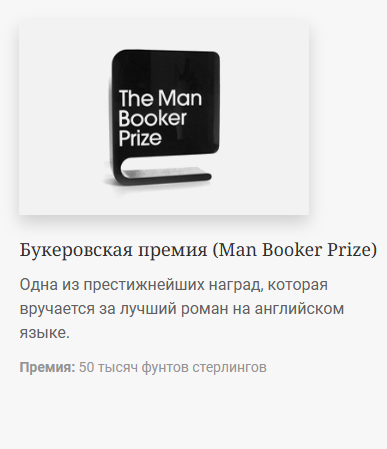 The Man
Booker
Prize
Букеровская премия (Man Booker Prize)
Одна из престижнейших наград, которая
вручается за лучший роман на английском
языке.
Премия: 50 тысяч фунтов стерлингов